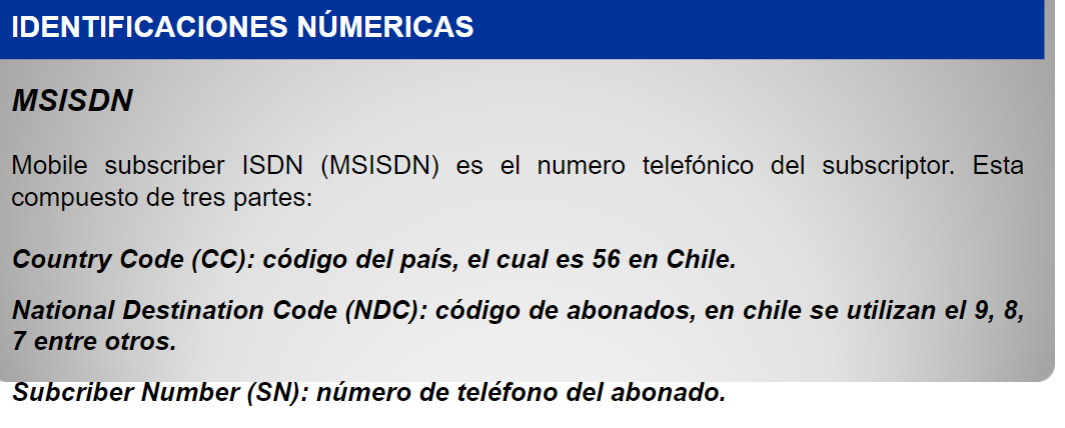 IDENTIFICACIONES NÚMERICAS
MSISDN
Mobile subscriber ISDN (MSISDN) es el numero telefónico del subscriptor. Esta
compuesto de tres partes:
Country Code (CC): código del país, el cual es 56 en Chile.
National Destination Code (NDC): código de abonados, en chile se utilizan el 9, 8,
7 entre otros.
Subcriber Number (SN): número de teléfono del abonado.